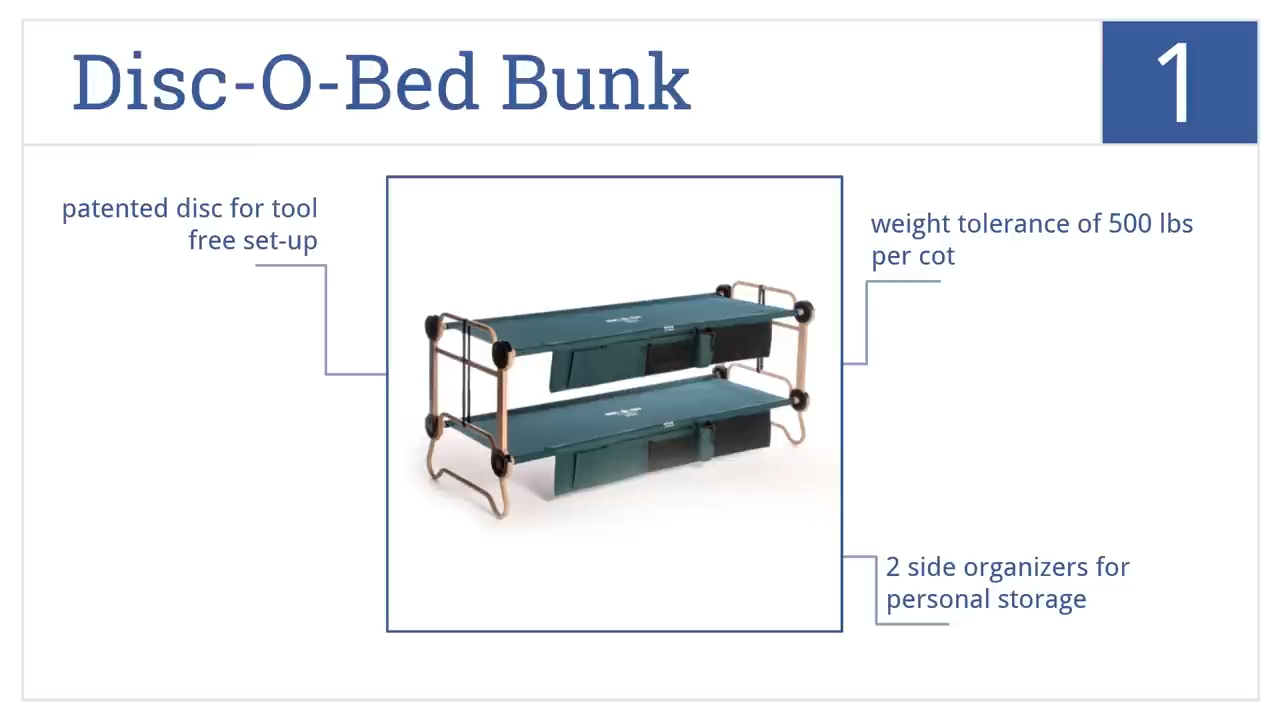 Disc-O-Bed Bunk
1
patented disc for tool
free set-up
weight tolerance of 500 lbs
per cot
2 side organizers for
personal storage